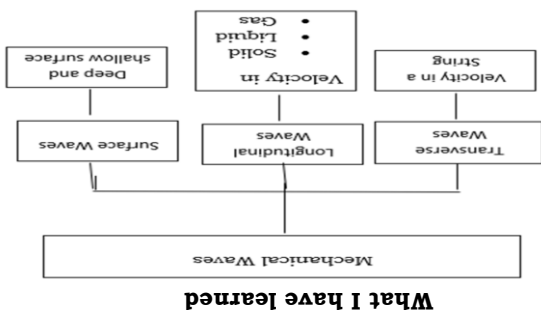 What I have learned
Mechanical Waves
Transverse
Waves
Longitudinal
Waves
Surface Waves
Velocity in a
String
Velocity in
• Solid
• Liquid
• Gas
Deep and
shallow surface